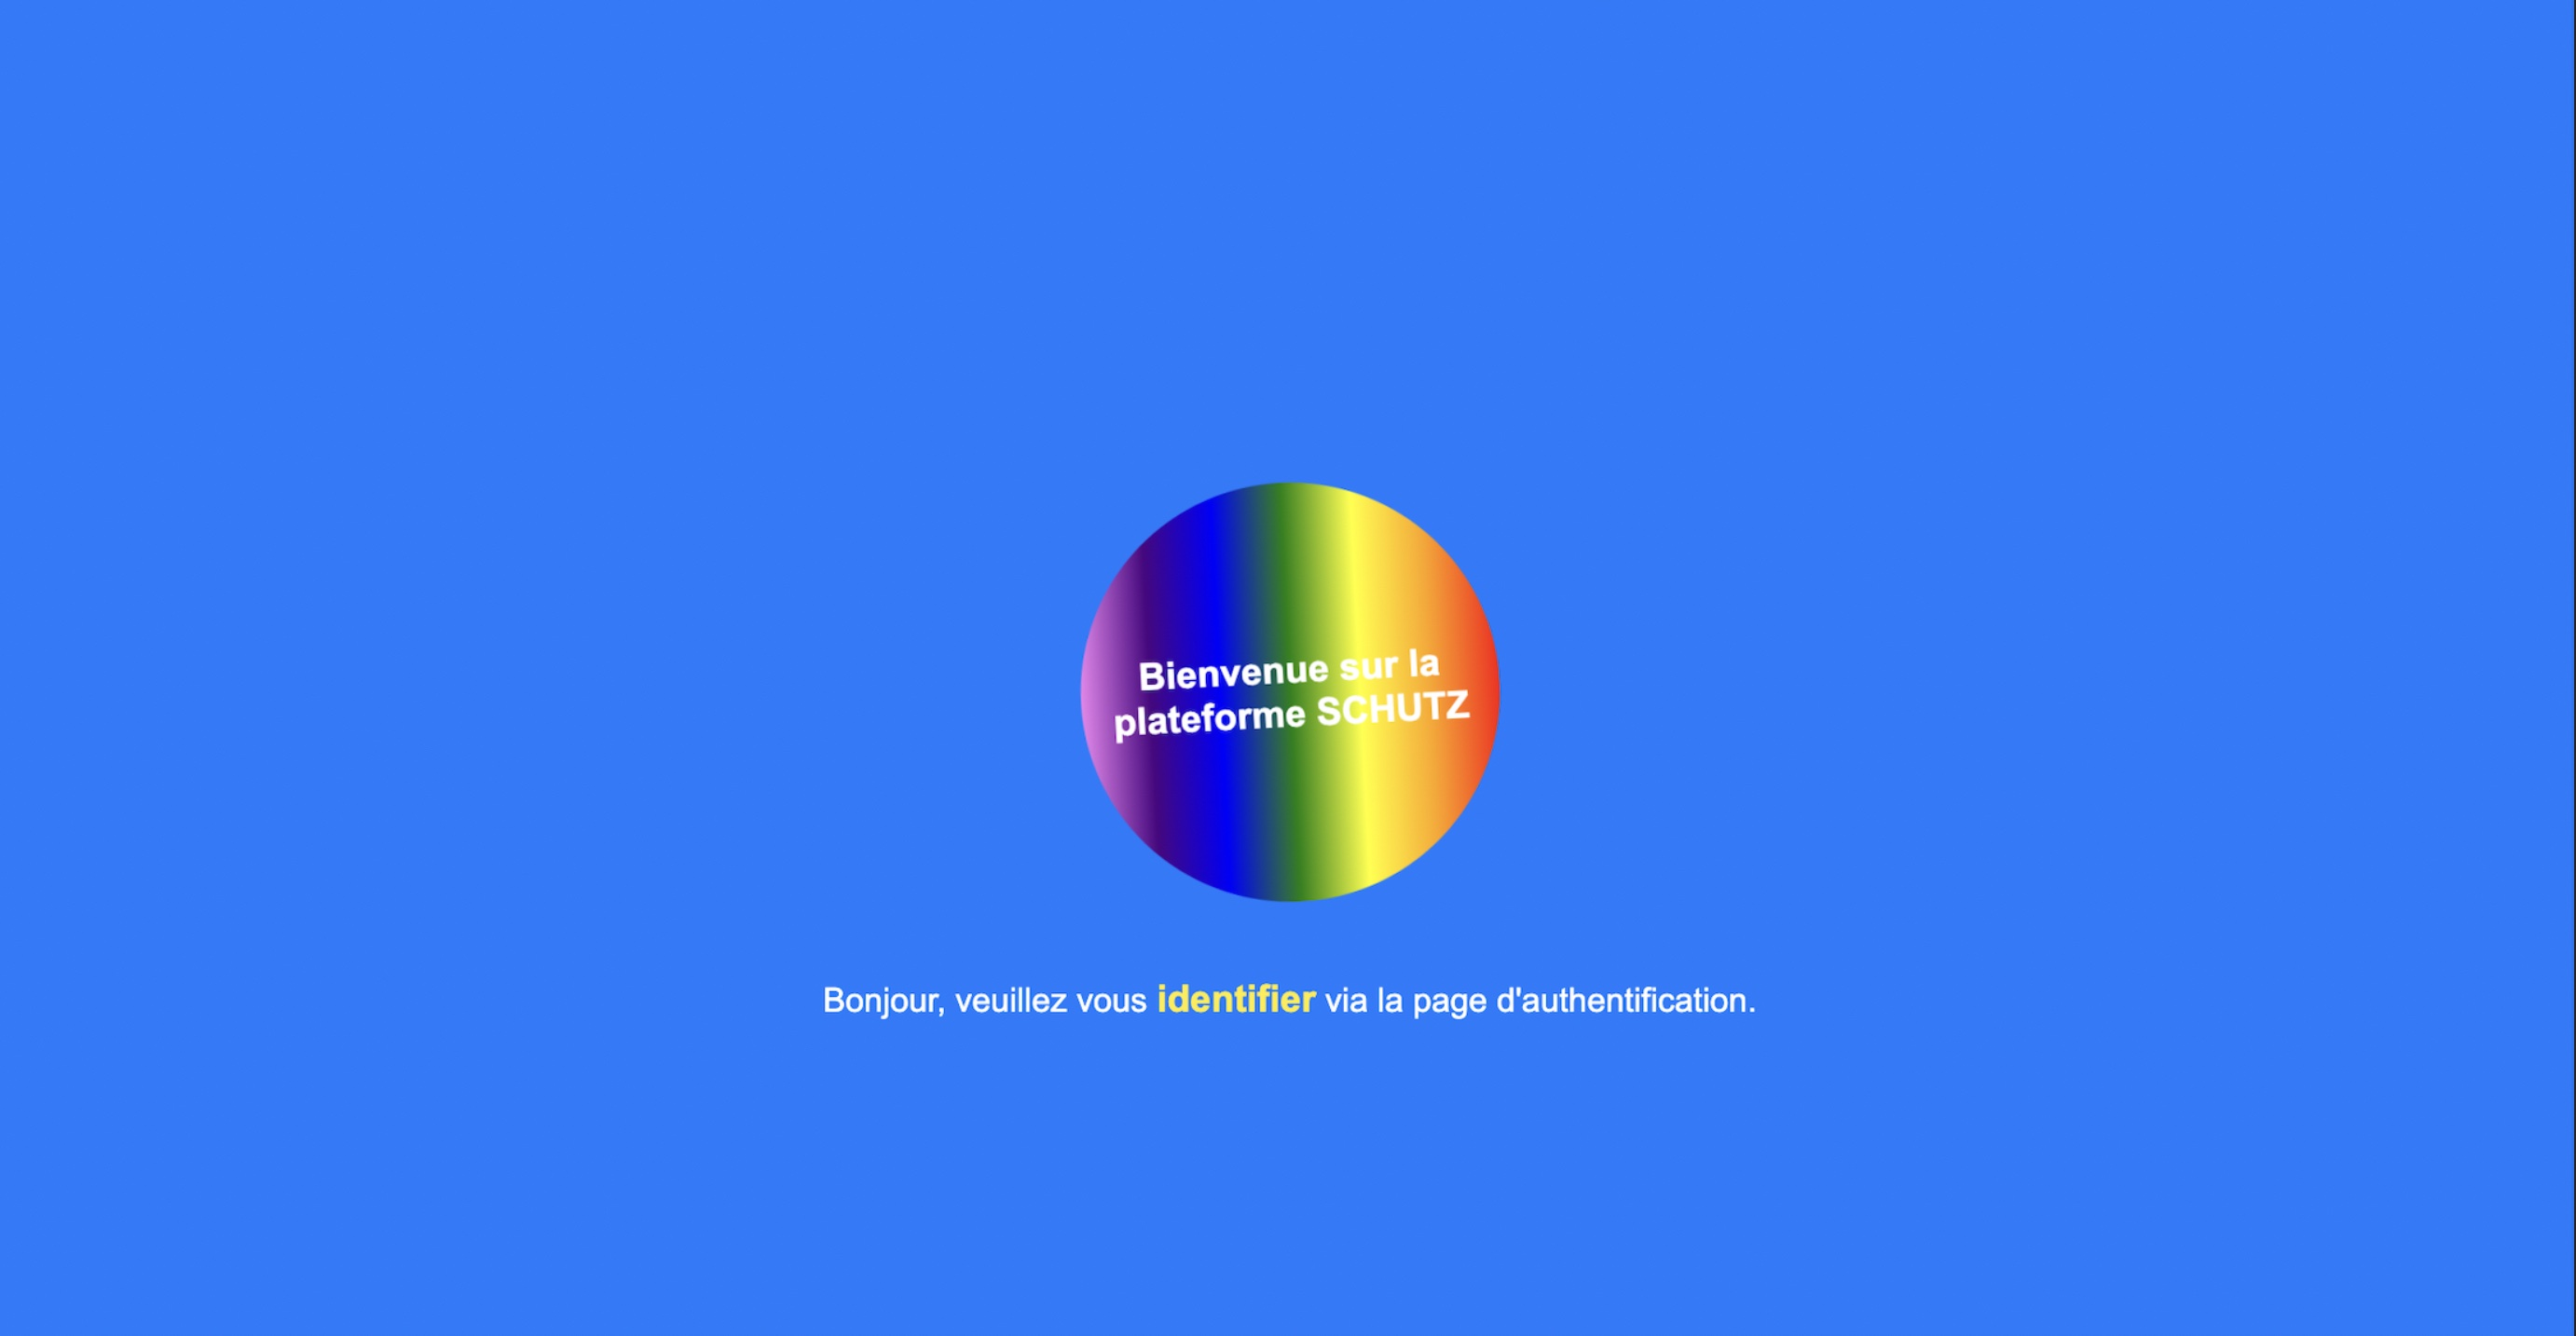 Bienvenue sur la
plateforme SCHUTZ
Bonjour, veuillez vous identifier via la page d'authentification.